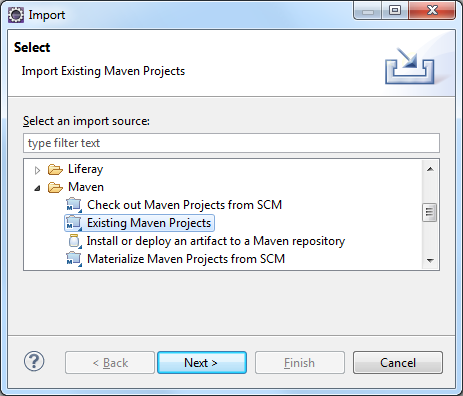 Import
Select
Import Existing Maven Projects
Select an import source:
type filter text
Liferay
Maven
Check out Maven Projects from SCM
Existing Maven Projects
Install or deploy an artifact to a Maven repository
Materialize Maven Projects from SCM
? < Back Next > Finish Cancel